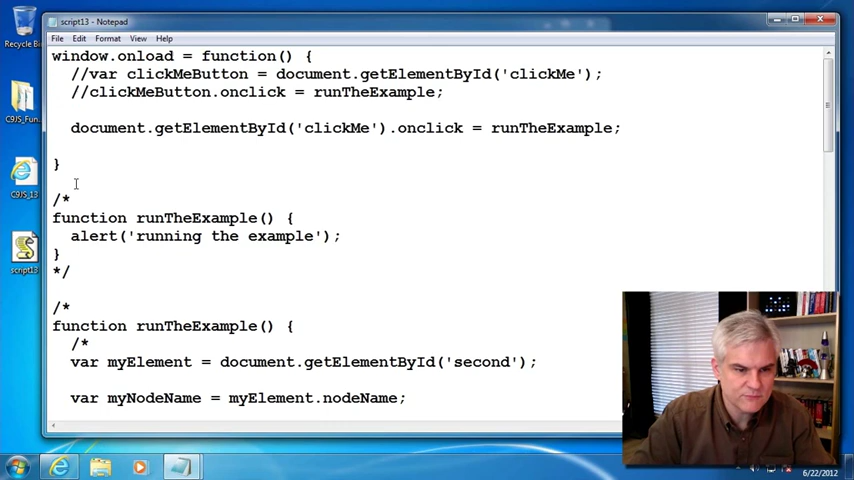 script13 - Notepad
File Edit Format View Help
window.onload = function() {
//var clickMeButton = document.getElementById('clickMe');
//clickMeButton.onclick = runTheExample;
document.getElementById('clickMe').onclick = runTheExample;
}
/*
function runTheExample() {
alert('running the example');
}
*/
/*
function runTheExample() {
/*
var myElement = document.getElementById('second');
var myNodeName = myElement.nodeName;
Recycle Bin
C9JS_Fun...
C9JS_13
script13
6/22/2012